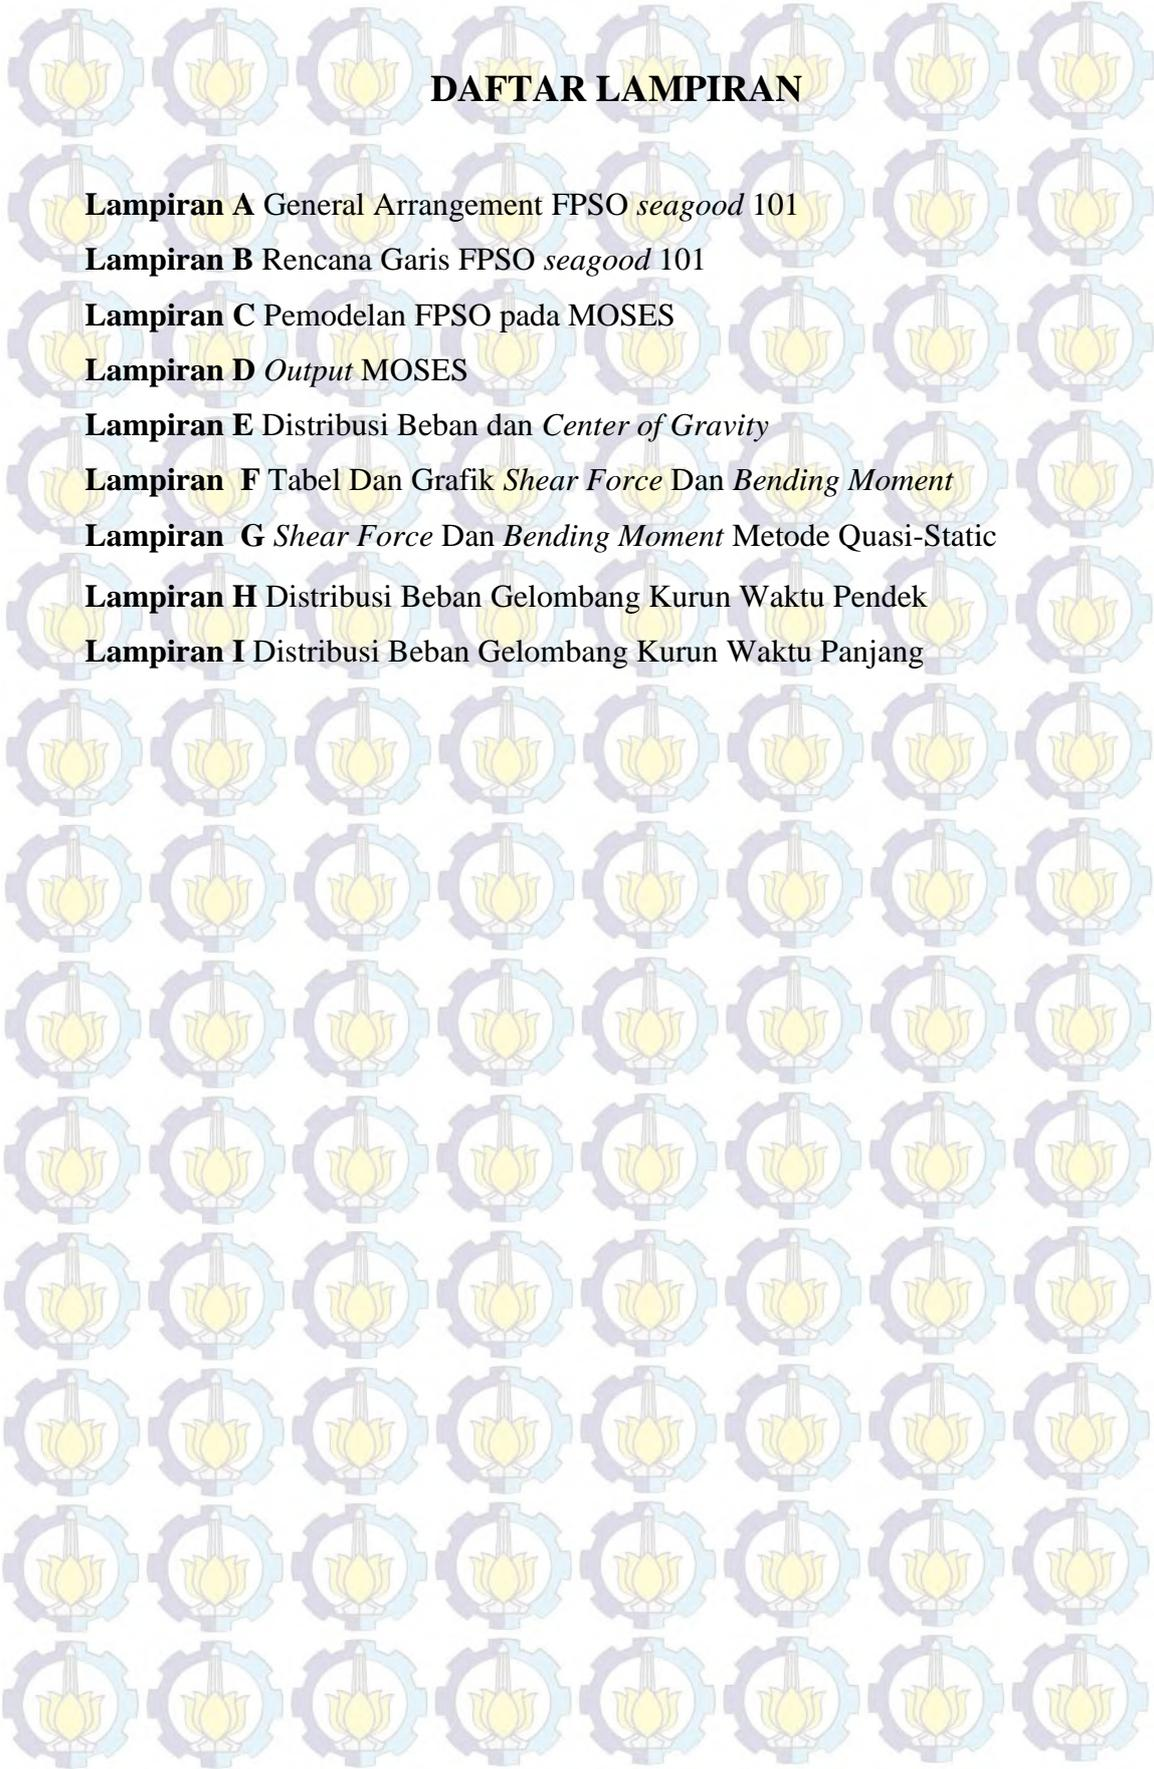 DAFTAR LAMPIRAN
Lampiran A General Arrangement FPSO seagood 101
Lampiran B Rencana Garis FPSO seagood 101
Lampiran C Pemodelan FPSO pada MOSES
Lampiran D Output MOSES
Lampiran E Distribusi Beban dan Center of Gravity
Lampiran F Tabel Dan Grafik Shear Force Dan Bending Moment
Lampiran G Shear Force Dan Bending Moment Metode Quasi-Static
Lampiran H Distribusi Beban Gelombang Kurun Waktu Pendek
Lampiran I Distribusi Beban Gelombang Kurun Waktu Panjang